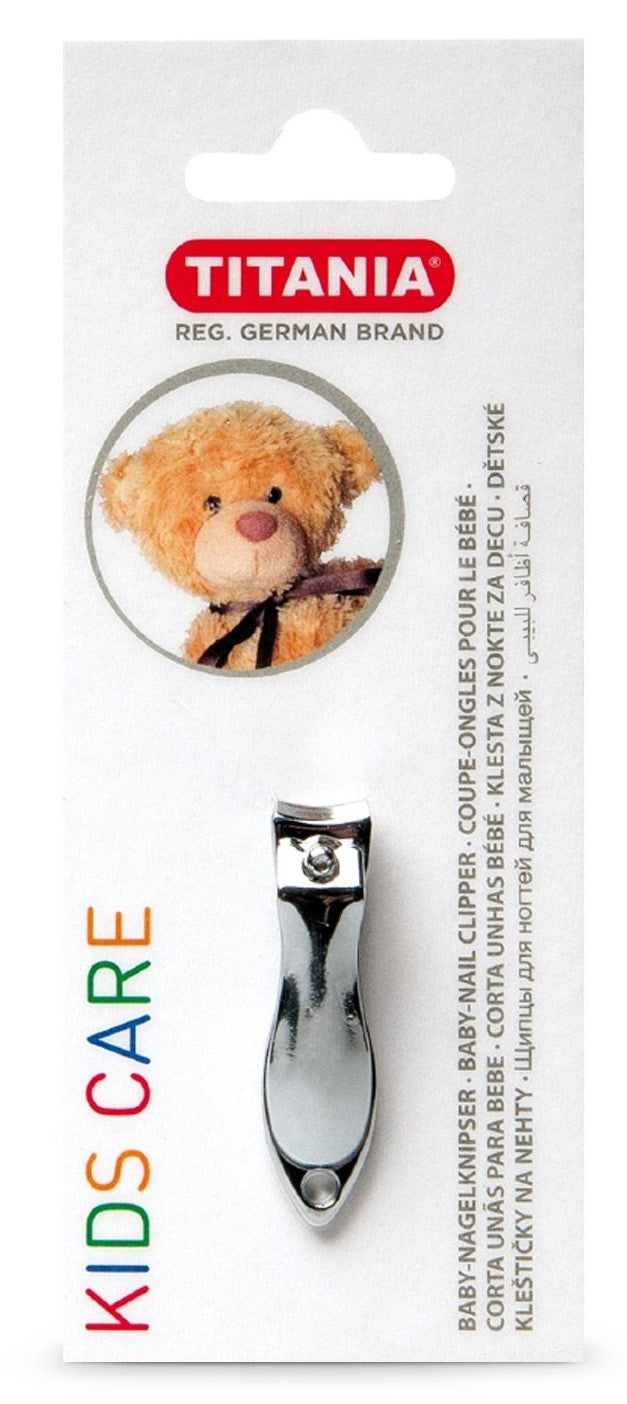 TITANIA®
REG. GERMAN BRAND
KIDS CARE
BABY-NAGELKNIPSER · BABY-NAIL CLIPPER · COUPE-ONGLES POUR LE BÉBÉ ·
CORTA UNÃS PARA BEBE · CORTA UNHAS BÉBÉ · KLESTA Z NOKTE ZA DECU · DĚTSKÉ
KLEŠTIČKY NA NEHTY · Щипцы для ногтей для малышей · قصافة أظافر للبيبي